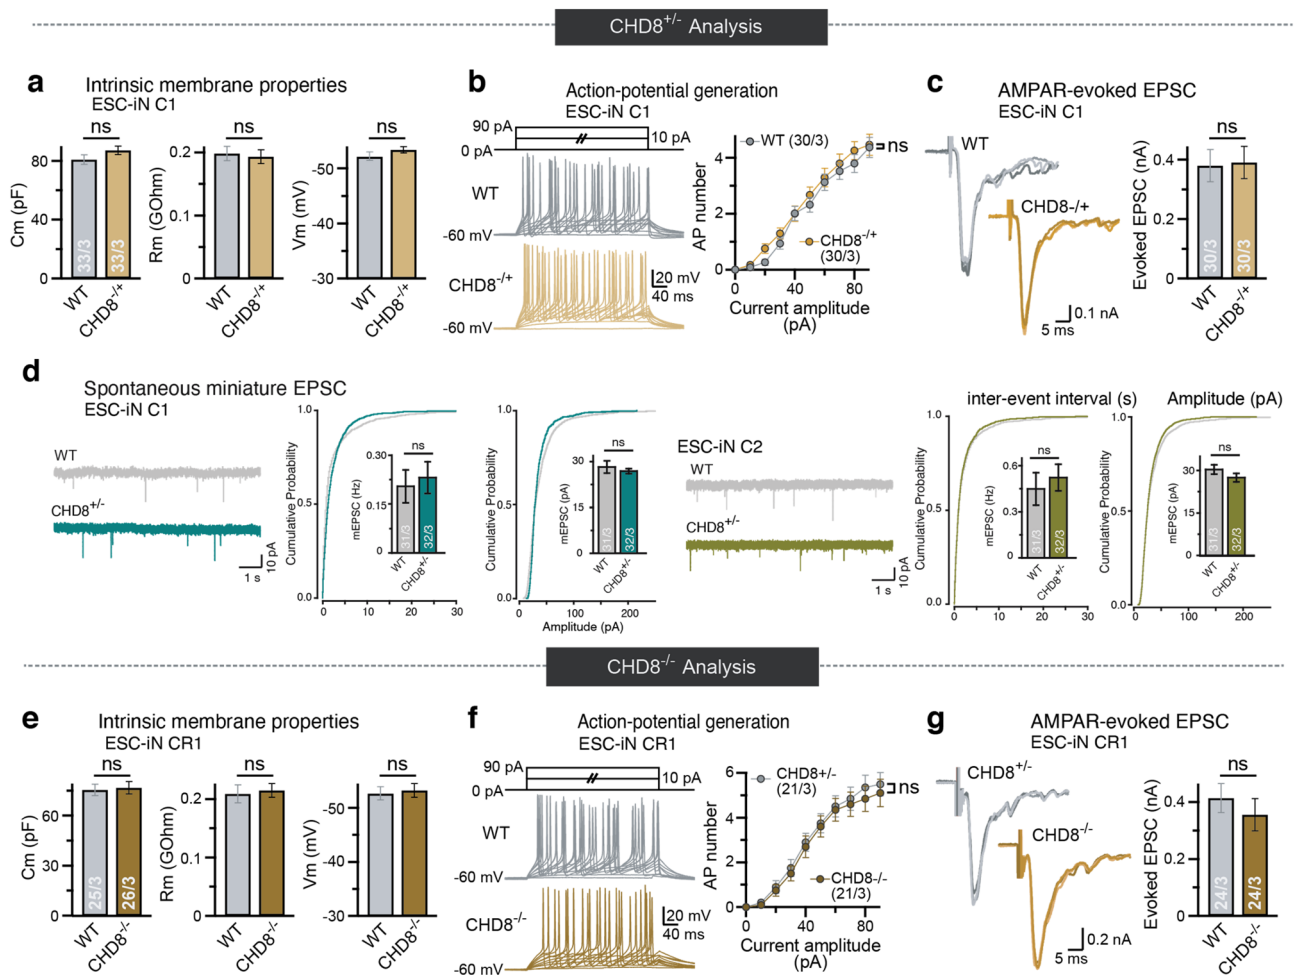 CHD8+/- Analysis
a
Intrinsic membrane properties
ESC-iN C1
ns
ns
ns
80
40
0
Cm (pF)
33/3
33/3
WT
CHD8-/+
0.2
0.1
0
Rm (GOhm)
WT
CHD8-/+
-50
-40
-30
Vm (mV)
WT
CHD8-/+
b
Action-potential generation
ESC-iN C1
90 pA
0 pA
10 pA
WT
-60 mV
CHD8-/+
-60 mV
20 mV
40 ms
WT (30/3)
ns
CHD8-/+
(30/3)
4
2
0
AP number
0
40
80
Current amplitude
(pA)
c
AMPAR-evoked EPSC
ESC-iN C1
WT
CHD8-/+
0.1 nA
5 ms
ns
0.4
0.2
0
Evoked EPSC (nA)
30/3
30/3
WT
CHD8-/+
d
Spontaneous miniature EPSC
ESC-iN C1
WT
CHD8+/-
10 pA
1 s
1.0
0.5
0.0
Cumulative Probability
0
10
20
30
ns
0.30
0.15
0
mEPSC (Hz)
31/3
32/3
WT
CHD8+/-
1.0
0.5
0.0
Cumulative Probability
0
100
200
Amplitude (pA)
ns
30
15
0
mEPSC (pA)
31/3
32/3
WT
CHD8+/-
ESC-iN C2
WT
CHD8+/-
10 pA
1 s
inter-event interval (s)
1.0
0.5
0.0
Cumulative Probability
0
10
20
30
ns
0.6
0.3
0
mEPSC (Hz)
31/3
32/3
WT
CHD8+/-
Amplitude (pA)
1.0
0.5
0.0
Cumulative Probability
0
100
200
ns
30
15
0
mEPSC (pA)
31/3
32/3
WT
CHD8+/-
CHD8-/- Analysis
e
Intrinsic membrane properties
ESC-iN CR1
ns
ns
ns
60
30
0
Cm (pF)
25/3
26/3
WT
CHD8-/-
0.2
0.1
0
Rm (GOhm)
WT
CHD8-/-
-50
-40
-30
Vm (mV)
WT
CHD8-/-
f
Action-potential generation
ESC-iN CR1
90 pA
0 pA
10 pA
WT
-60 mV
CHD8-/-
-60 mV
20 mV
40 ms
CHD8+/-
(21/3)
ns
CHD8-/-
(21/3)
6
4
2
0
AP number
0
40
80
Current amplitude
(pA)
g
AMPAR-evoked EPSC
ESC-iN CR1
CHD8+/-
CHD8-/-
0.2 nA
5 ms
ns
0.4
0.2
0
Evoked EPSC (nA)
24/3
24/3
WT
CHD8-/-